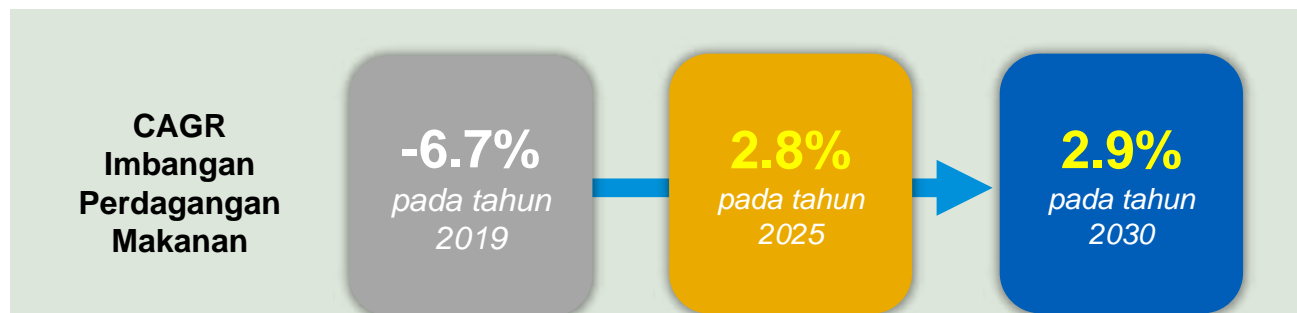 CAGR
Imbangan
Perdagangan
Makanan
-6.7%
pada tahun
2019
2.8%
pada tahun
2025
2.9%
pada tahun
2030